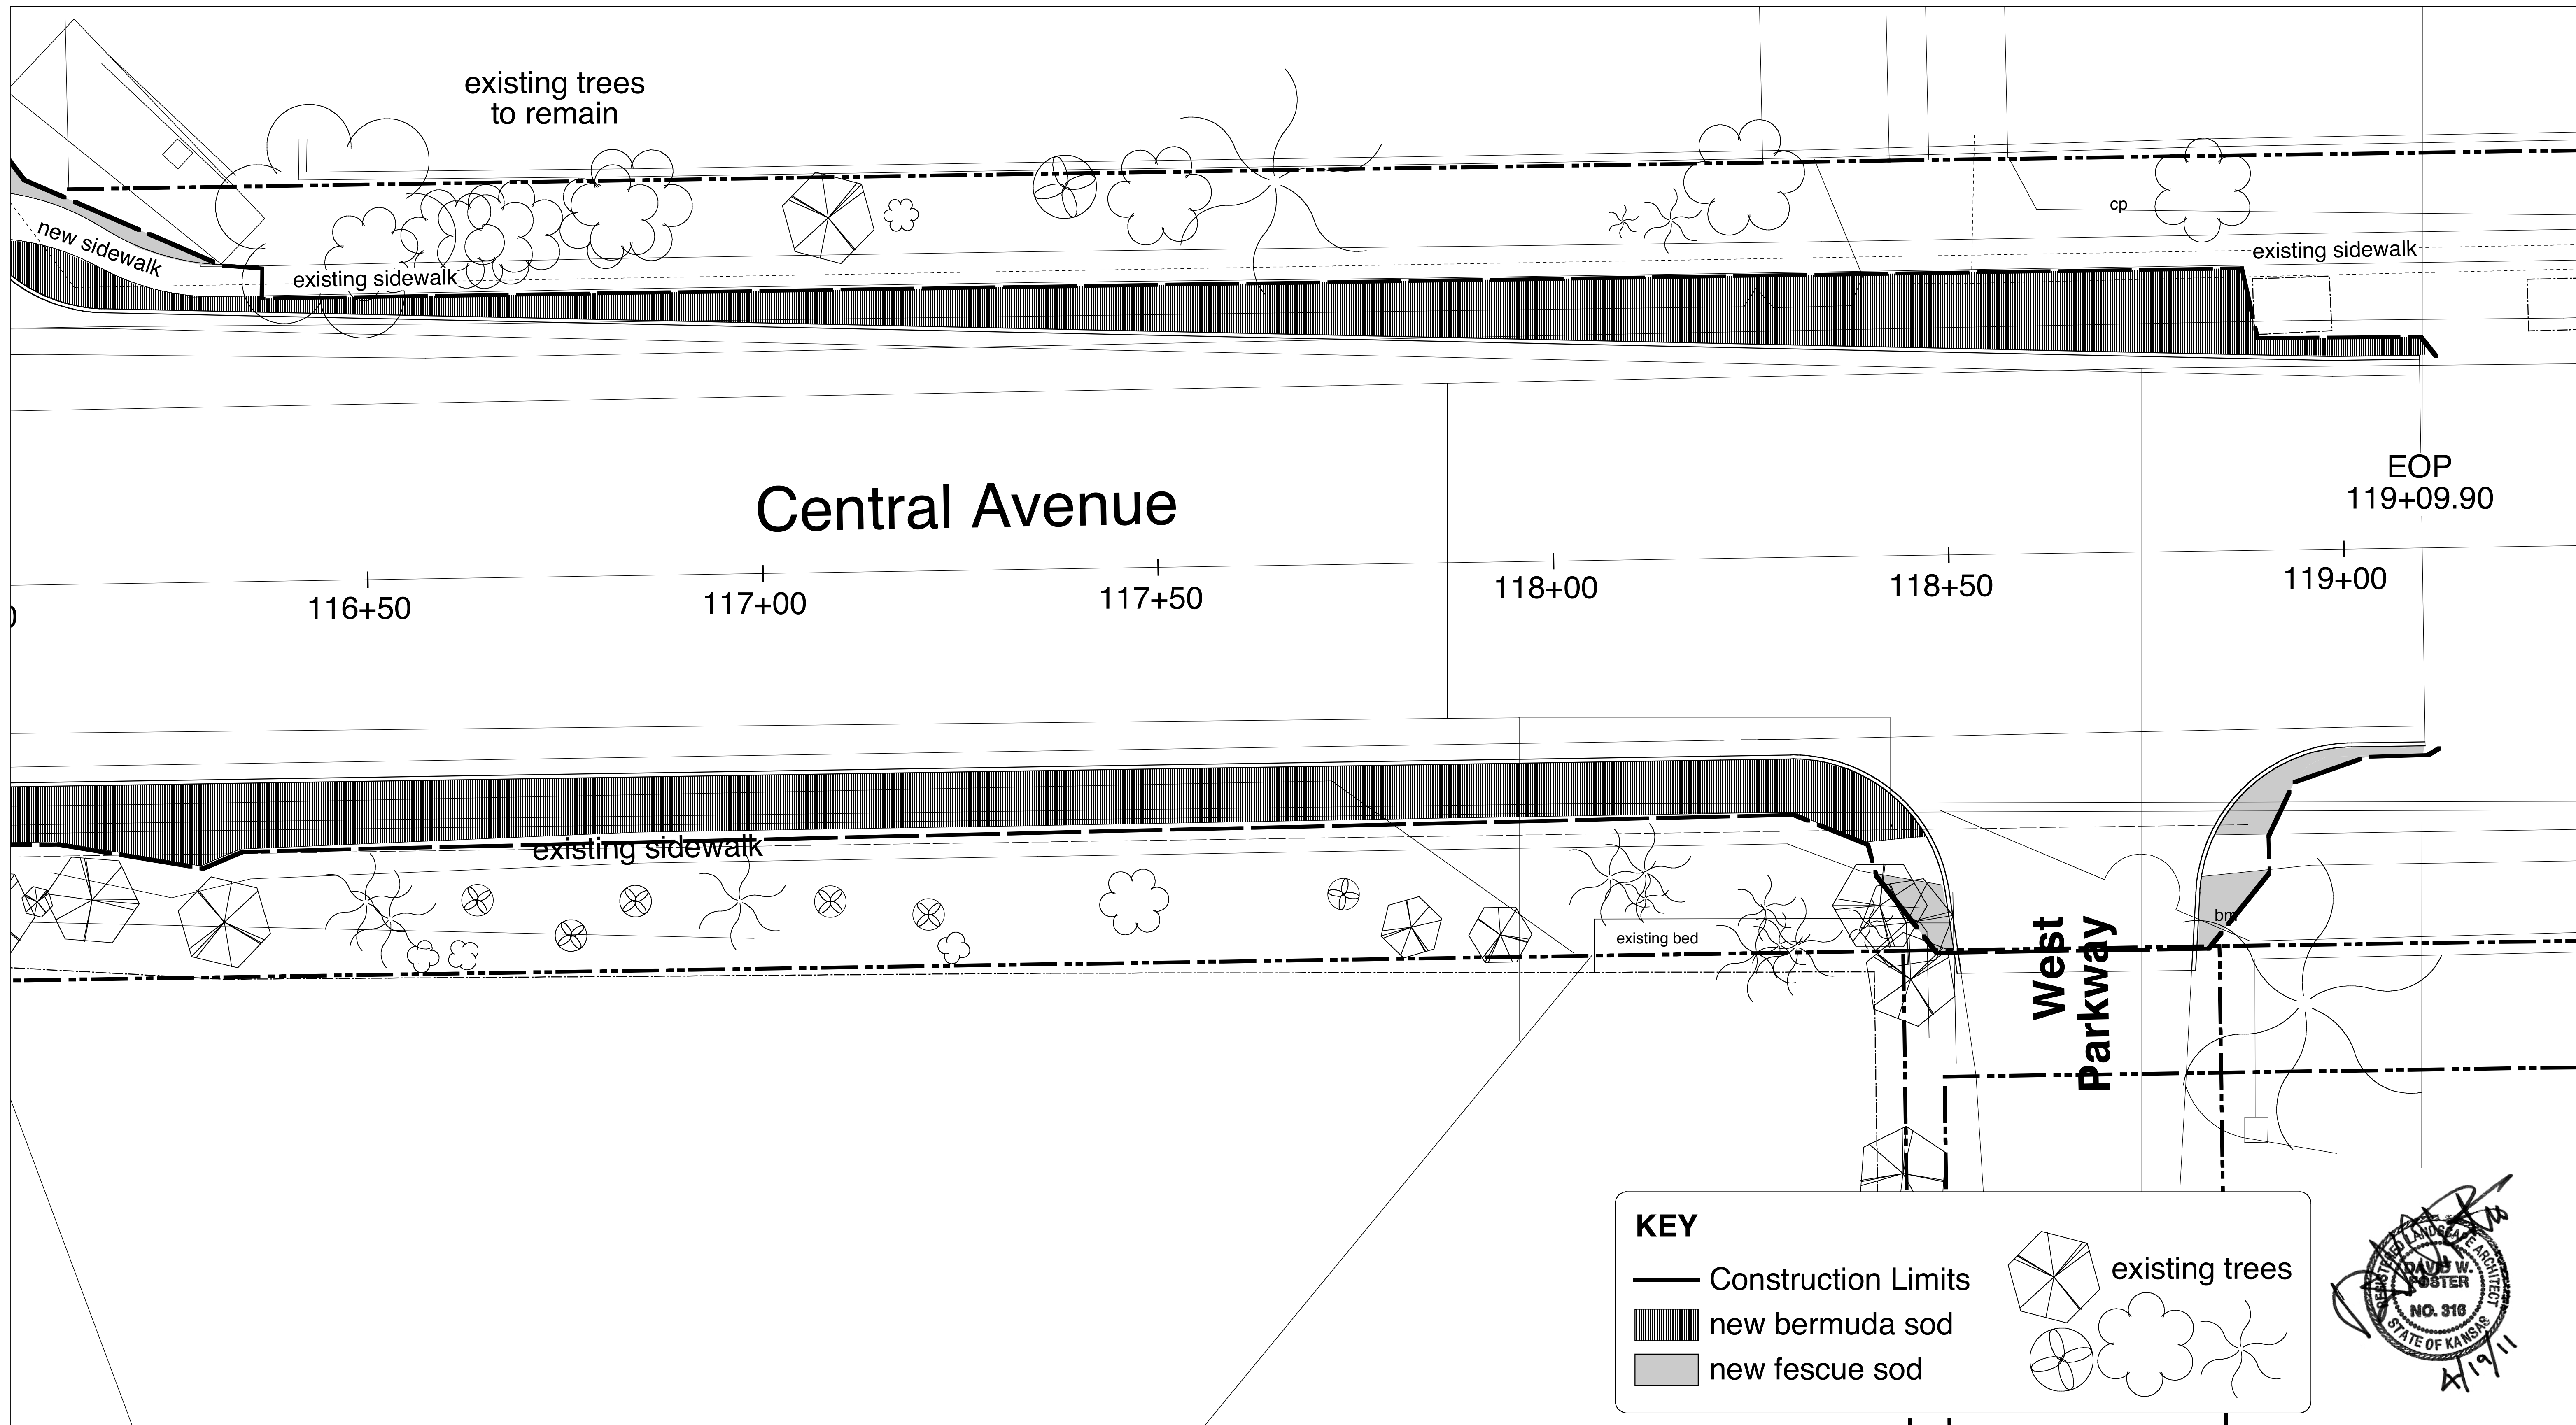 existing trees
to remain
cp
new sidewalk
existing sidewalk
existing sidewalk
EOP
119+09.90
Central Avenue
116+50
117+00
117+50
118+00
118+50
119+00
existing sidewalk
existing bed
bm
West
Parkway
KEY
Construction Limits
existing trees
new bermuda sod
new fescue sod
REGISTERED LANDSCAPE ARCHITECT
DAVID W.
FOSTER
NO. 316
STATE OF KANSAS
4/19/11